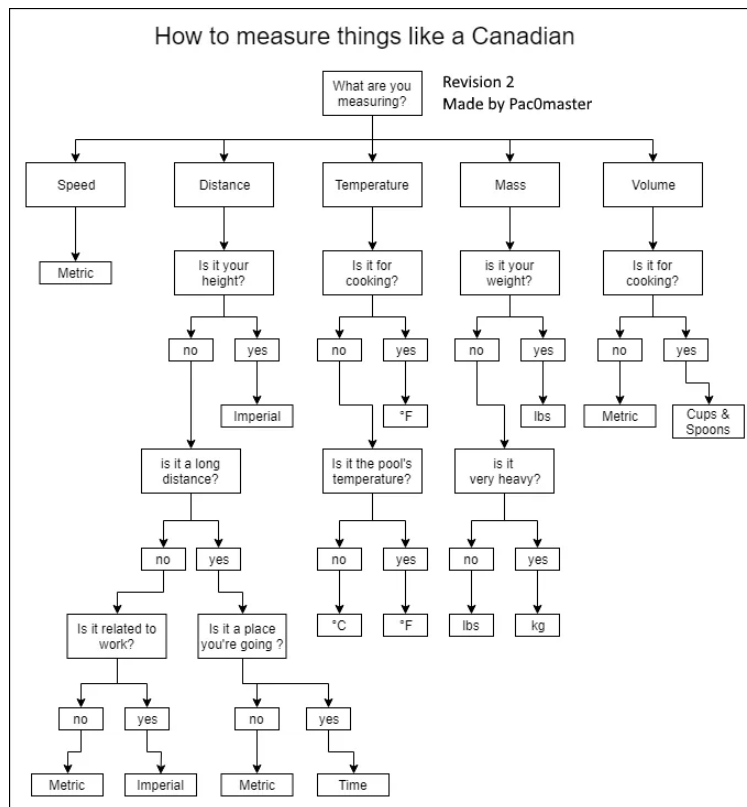 How to measure things like a Canadian
What are you
measuring?
Revision 2
Made by Pac0master
Speed
Distance
Temperature
Mass
Volume
Metric
Is it your
height?
Is it for
cooking?
is it your
weight?
Is it for
cooking?
no
yes
no
yes
no
yes
no
yes
Imperial
°F
lbs
Metric
Cups &
Spoons
is it a long
distance?
Is it the pool's
temperature?
is it
very heavy?
no
yes
no
yes
no
yes
Is it related to
work?
Is it a place
you're going ?
°C
°F
lbs
kg
no
yes
no
yes
Metric
Imperial
Metric
Time